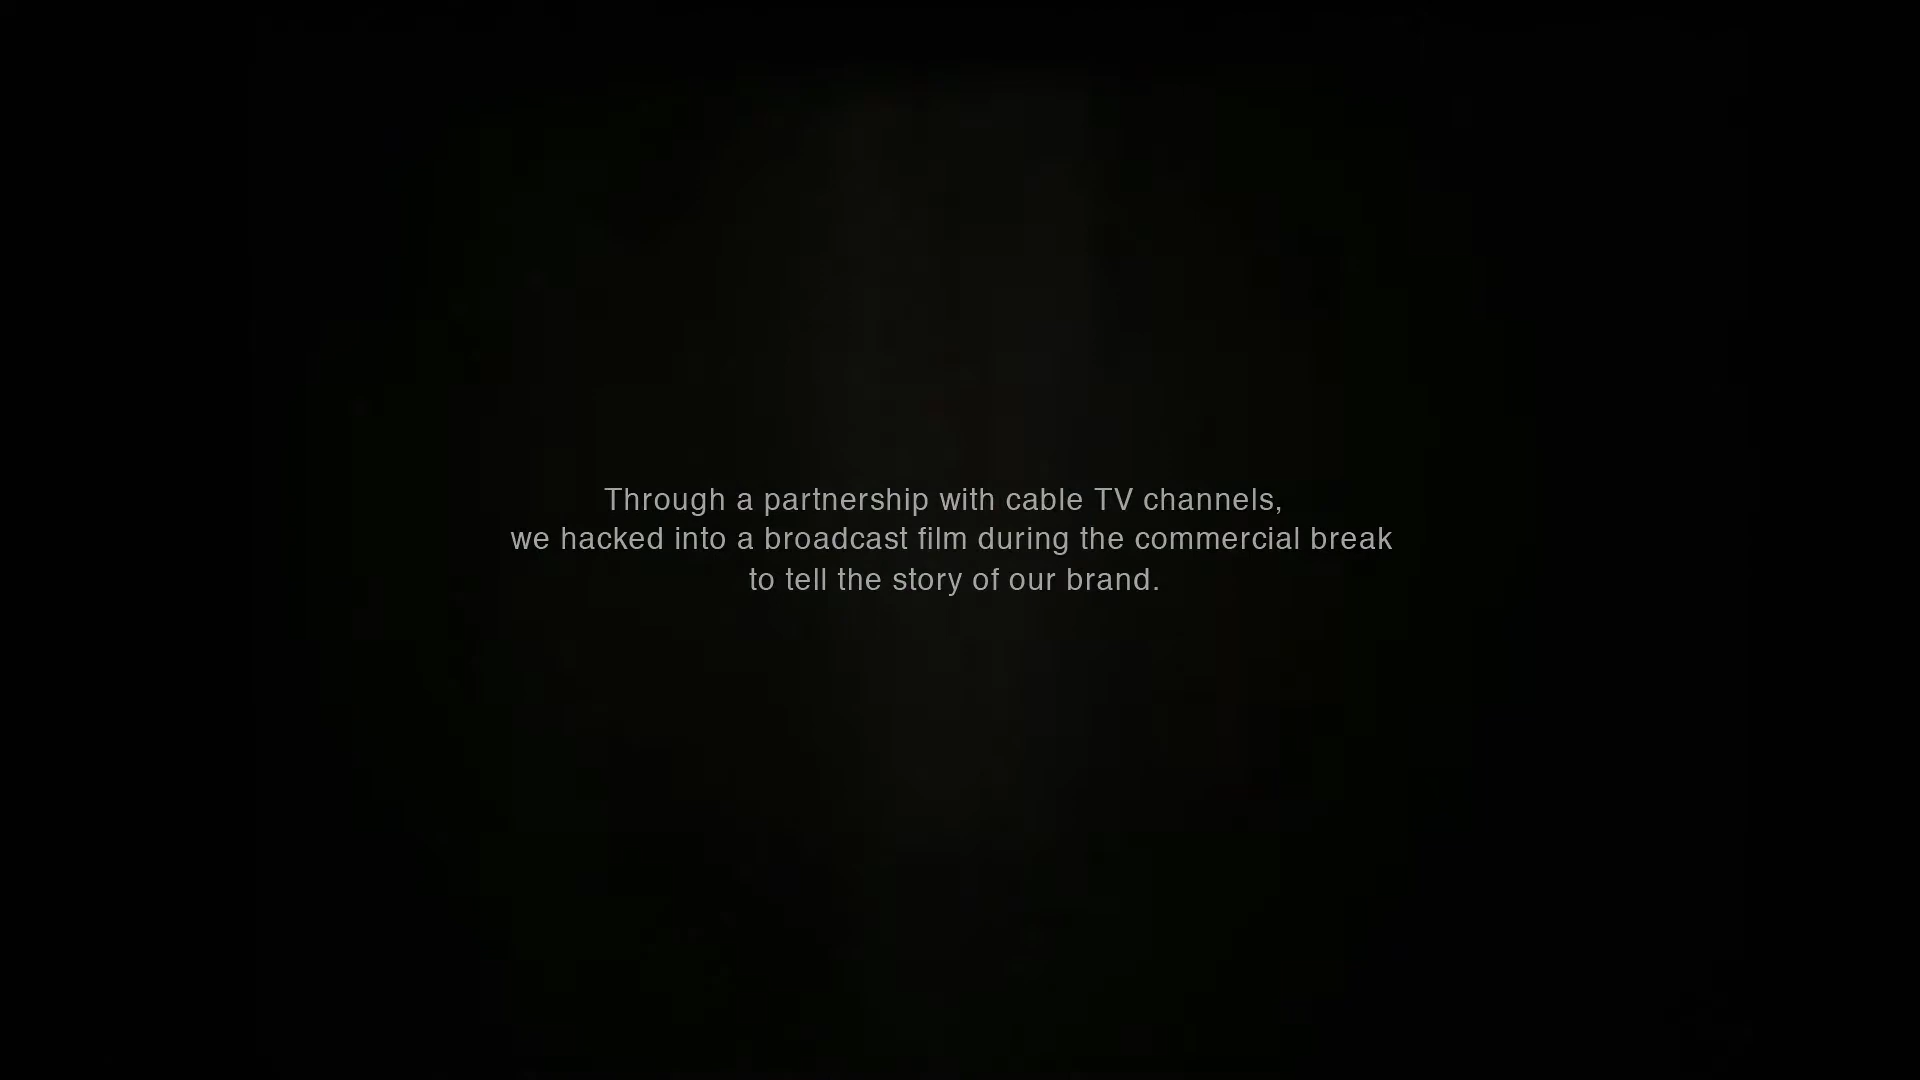 Through a partnership with cable TV channels,
we hacked into a broadcast film during the commercial break
to tell the story of our brand.